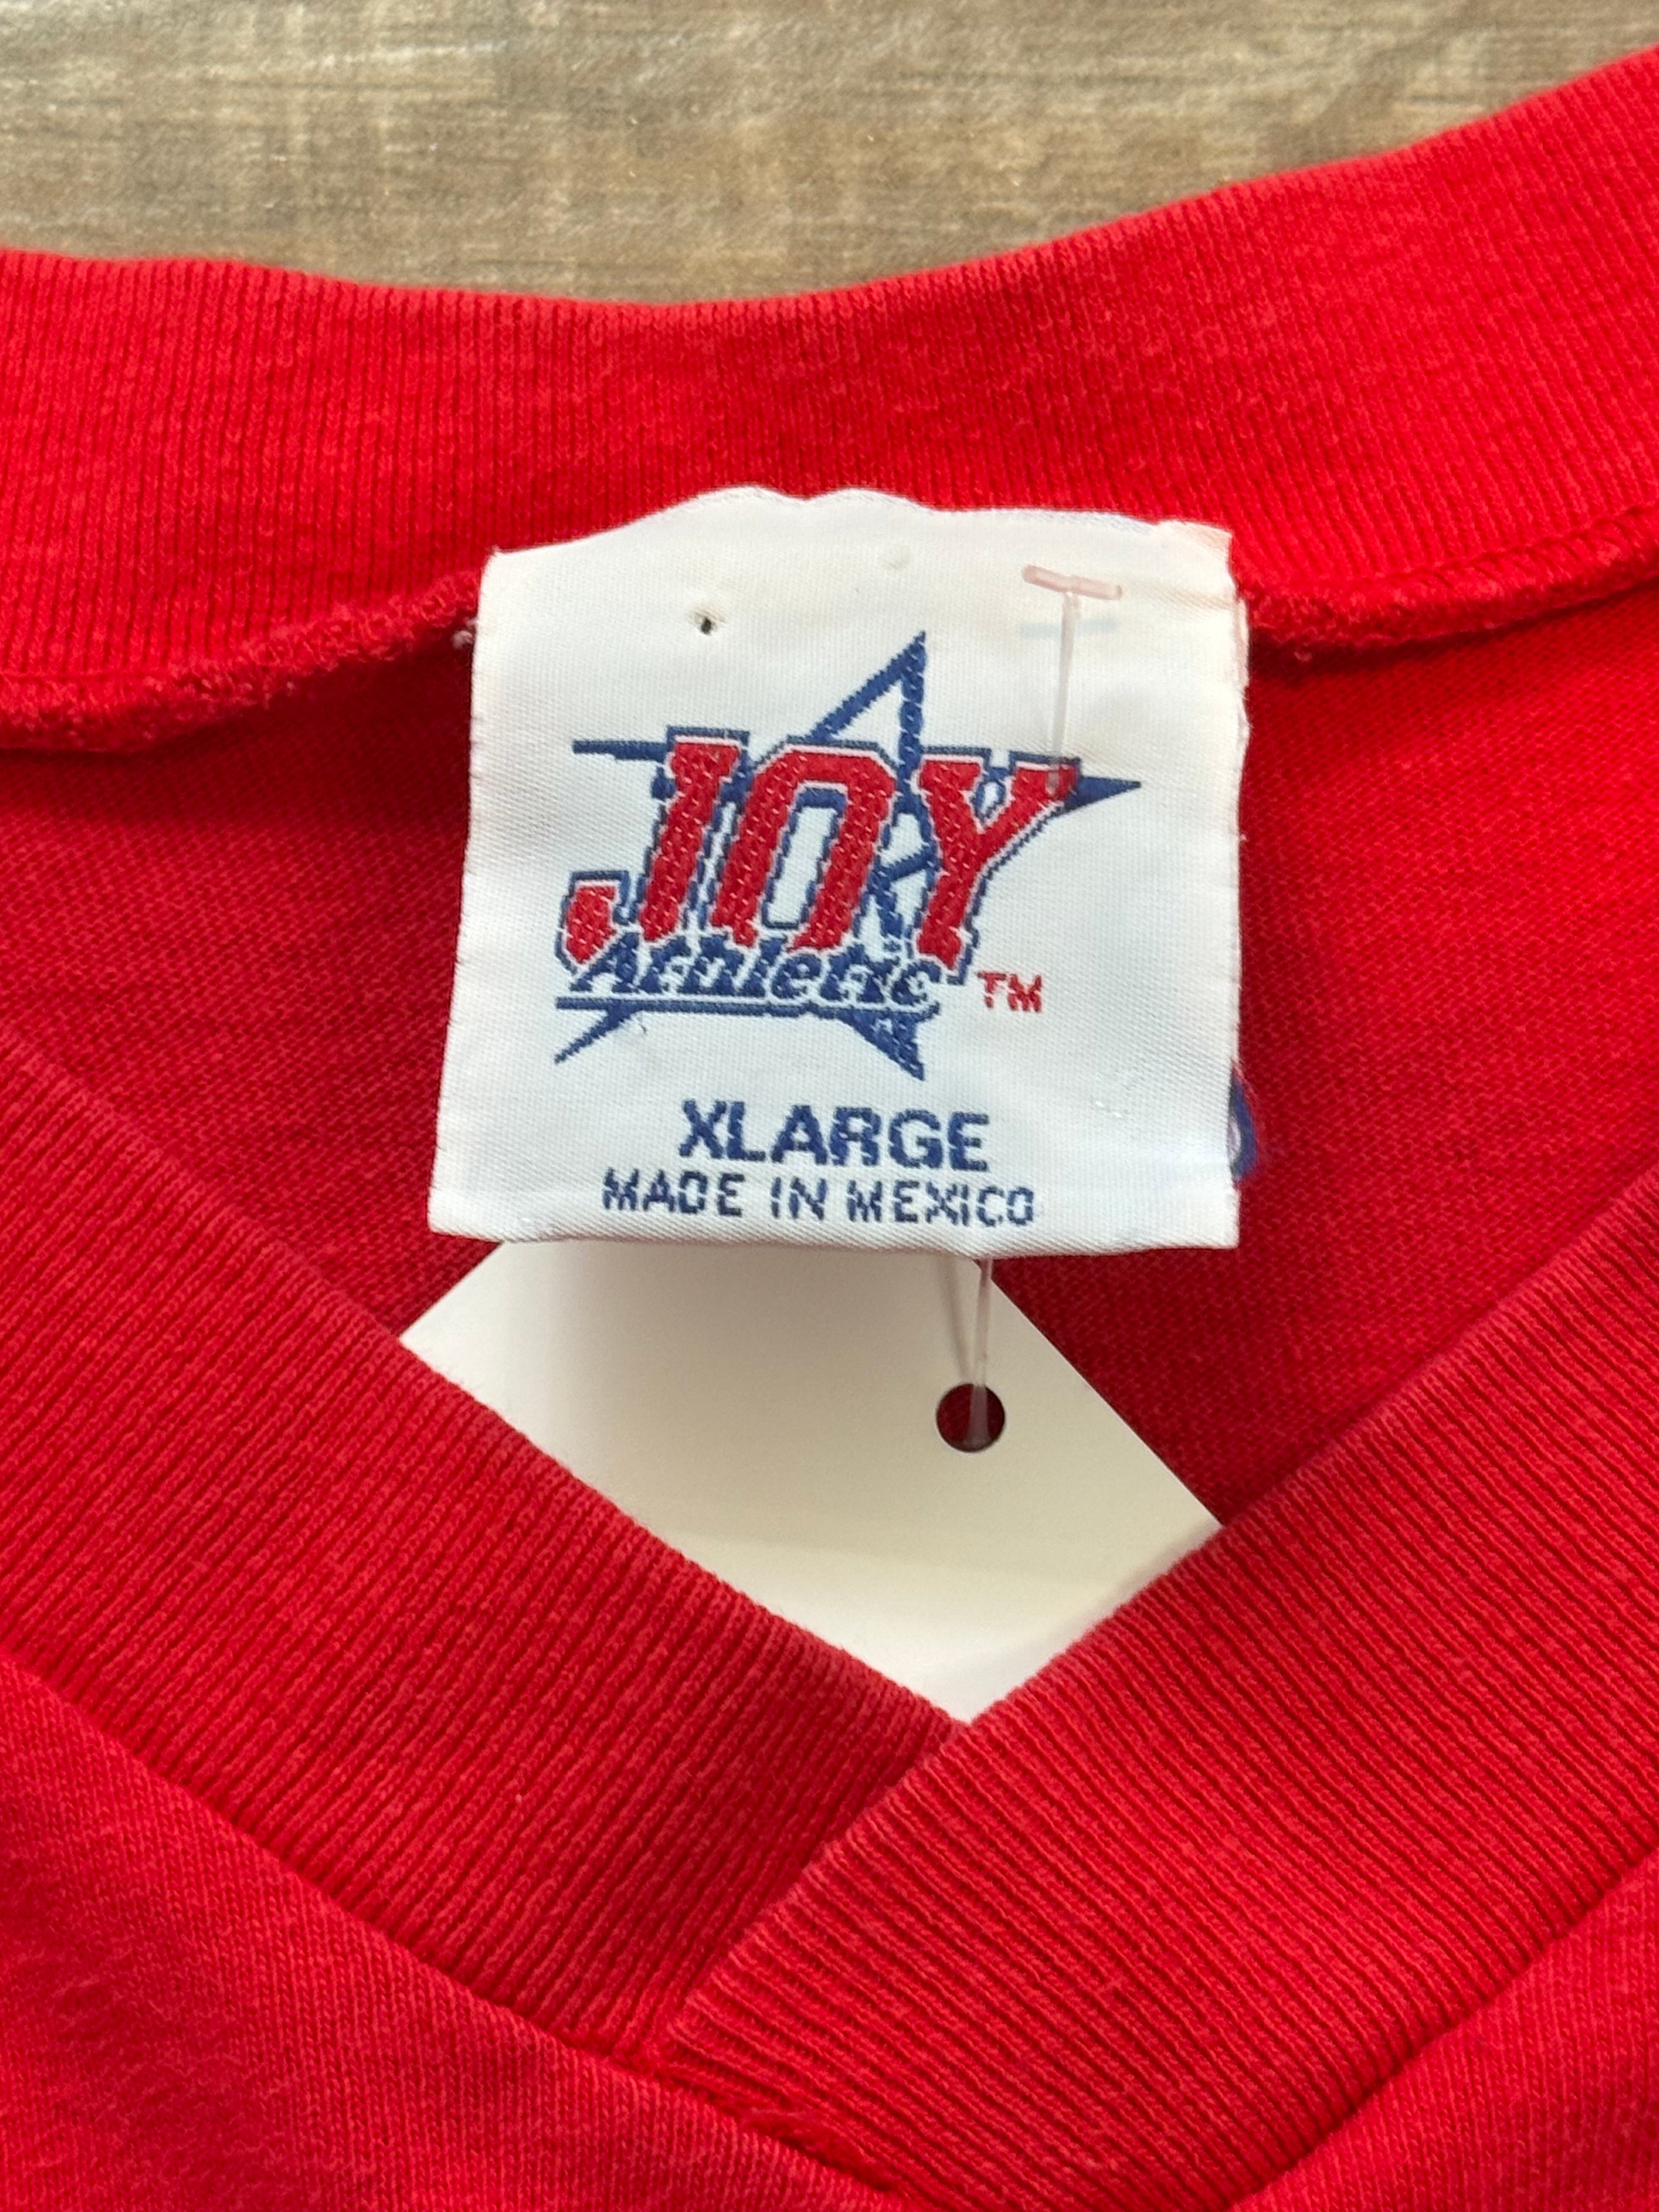 JOY
Athletic TM
XLARGE
MADE IN MEXICO